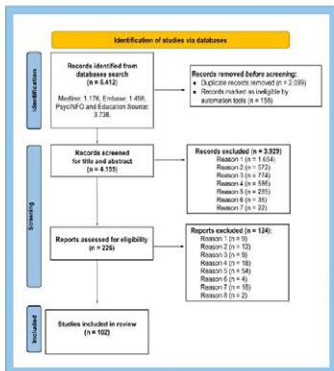 Identification of studies via databases
Identification
Records identified from
databases search
(n = 6.412)
Medline: 1.176, Embase: 1.498,
PsycINFO and Education Source:
3.738.
Records removed before screening:
Duplicate records removed (n = 2.099)
Records marked as ineligible by
automation tools (n = 158)
Screening
Records screened
for title and abstract
(n = 4.155)
Records excluded (n = 3.929)
Reason 1 (n = 1.654)
Reason 2 (n = 572)
Reason 3 (n = 774)
Reason 4 (n = 586)
Reason 5 (n = 285)
Reason 6 (n = 36)
Reason 7 (n = 22)
Reports assessed for eligibility
(n = 226)
Reports excluded (n = 124):
Reason 1 (n = 9)
Reason 2 (n = 12)
Reason 3 (n = 9)
Reason 4 (n = 18)
Reason 5 (n = 54)
Reason 6 (n = 4)
Reason 7 (n = 16)
Reason 8 (n = 2)
Included
Studies included in review
(n = 102)